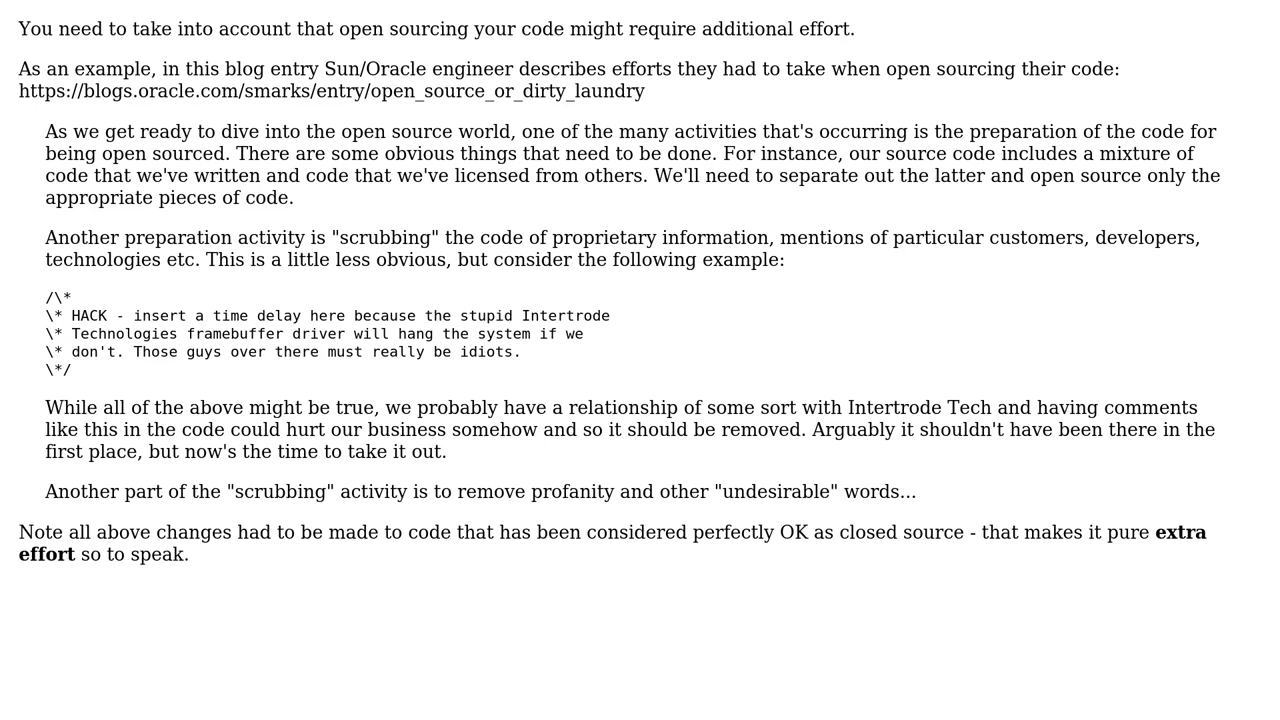 You need to take into account that open sourcing your code might require additional effort.
As an example, in this blog entry Sun/Oracle engineer describes efforts they had to take when open sourcing their code:
https://blogs.oracle.com/smarks/entry/open_source_or_dirty_laundry
As we get ready to dive into the open source world, one of the many activities that's occurring is the preparation of the code for
being open sourced. There are some obvious things that need to be done. For instance, our source code includes a mixture of
code that we've written and code that we've licensed from others. We'll need to separate out the latter and open source only the
appropriate pieces of code.
Another preparation activity is "scrubbing" the code of proprietary information, mentions of particular customers, developers,
technologies etc. This is a little less obvious, but consider the following example:
/\*
\* HACK - insert a time delay here because the stupid Intertrode
\* Technologies framebuffer driver will hang the system if we
\* don't. Those guys over there must really be idiots.
\*/
While all of the above might be true, we probably have a relationship of some sort with Intertrode Tech and having comments
like this in the code could hurt our business somehow and so it should be removed. Arguably it shouldn't have been there in the
first place, but now's the time to take it out.
Another part of the "scrubbing" activity is to remove profanity and other "undesirable" words...
Note all above changes had to be made to code that has been considered perfectly OK as closed source - that makes it pure extra
effort so to speak.